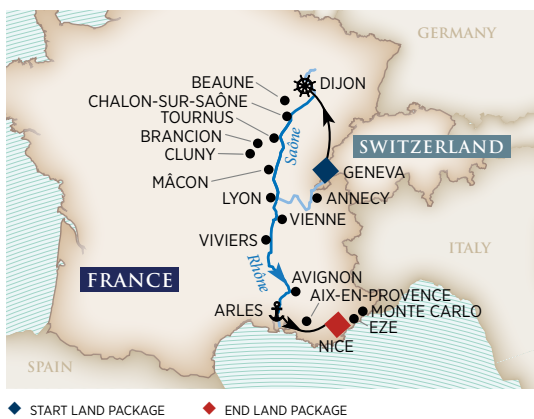 GERMANY
BEAUNE
DIJON
CHALON-SUR-SAÔNE
TOURNUS
BRANCION
CLUNY
Saône
SWITZERLAND
GENEVA
MÂCON
LYON
ANNECY
VIENNE
VIVIERS
ITALY
Rhône
FRANCE
AVIGNON
AIX-EN-PROVENCE
ARLES
MONTE CARLO
EZE
NICE
SPAIN
START LAND PACKAGE
END LAND PACKAGE